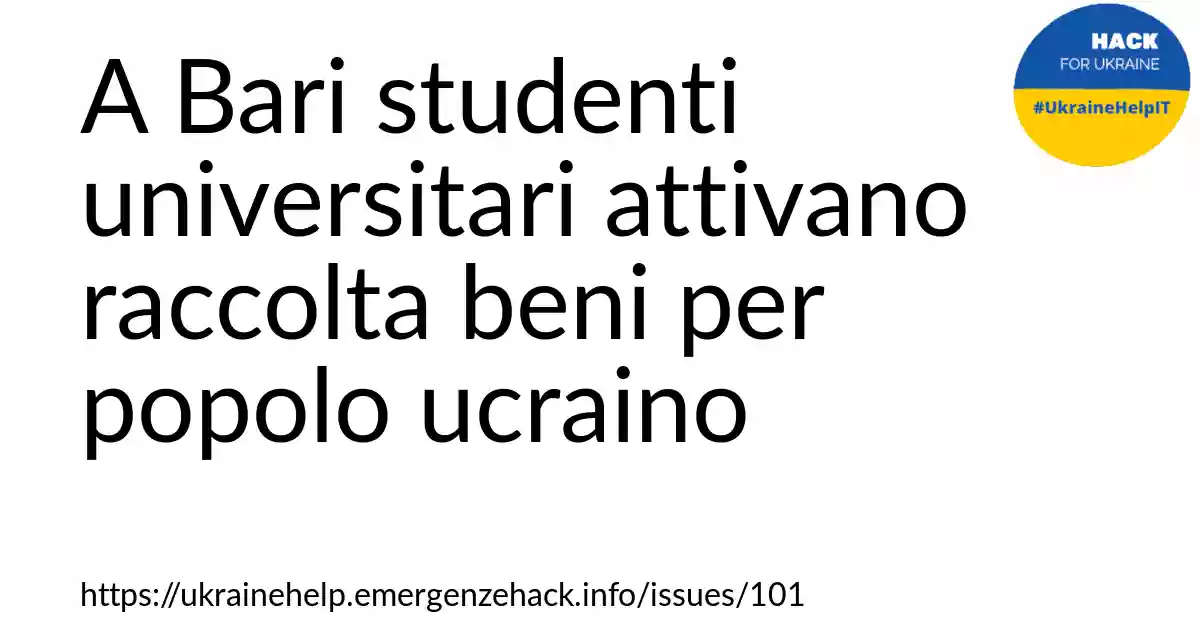 HACK
FOR UKRAINE
#UkraineHelpIT
A Bari studenti
universitari attivano
raccolta beni per
popolo ucraino
https://ukrainehelp.emergenzehack.info/issues/101